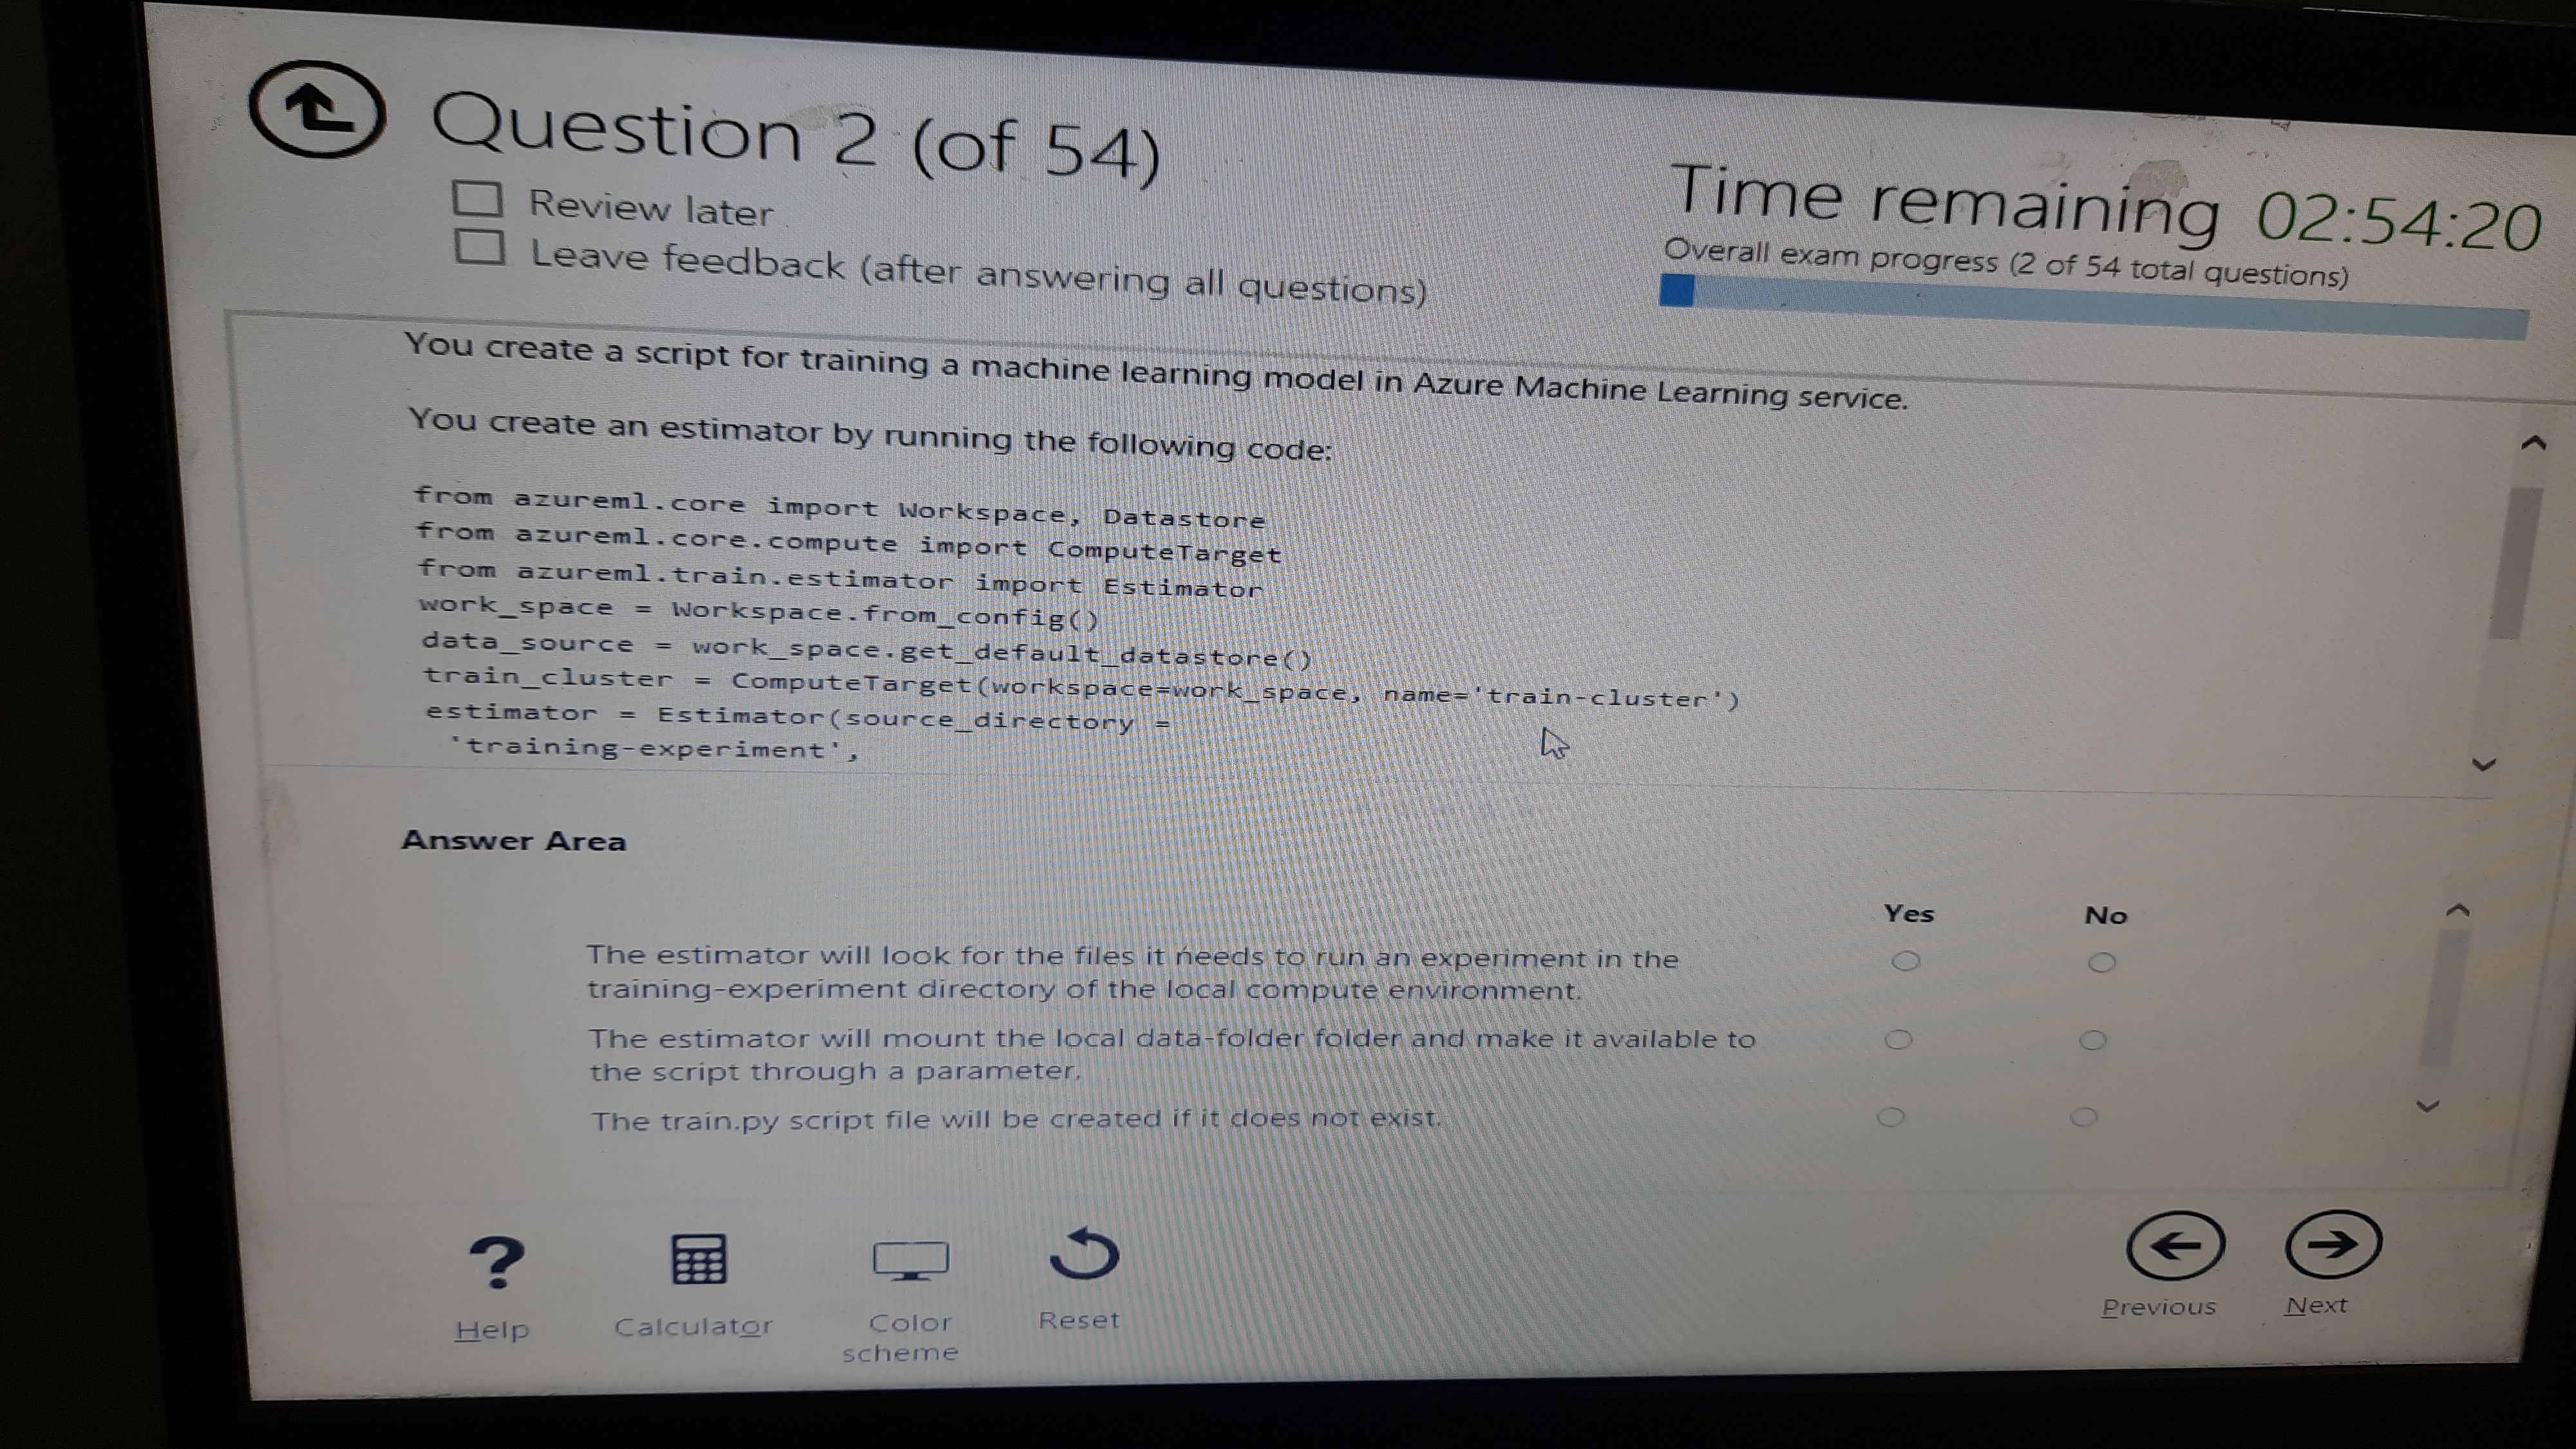 Question 2 (of 54)
Time remaining 02:54:20
Review later
Leave feedback (after answering all questions)
Overall exam progress (2 of 54 total questions)
You create a script for training a machine learning model in Azure Machine Learning service.
You create an estimator by running the following code:
from azureml.core import Workspace, Datastore
from azureml.core.compute import ComputeTarget
from azureml.train.estimator import Estimator
work_space = Workspace.from_config()
data_source = work_space.get_default_datastore()
train_cluster = ComputeTarget(workspace=work_space, name='train-cluster')
estimator = Estimator(source_directory =
'training-experiment',
Answer Area
Yes No
The estimator will look for the files it needs to run an experiment in the
training-experiment directory of the local compute environment.
The estimator will mount the local data-folder folder and make it available to
the script through a parameter.
The train.py script file will be created if it does not exist.
Help
Calculator
Color
scheme
Reset
Previous
Next